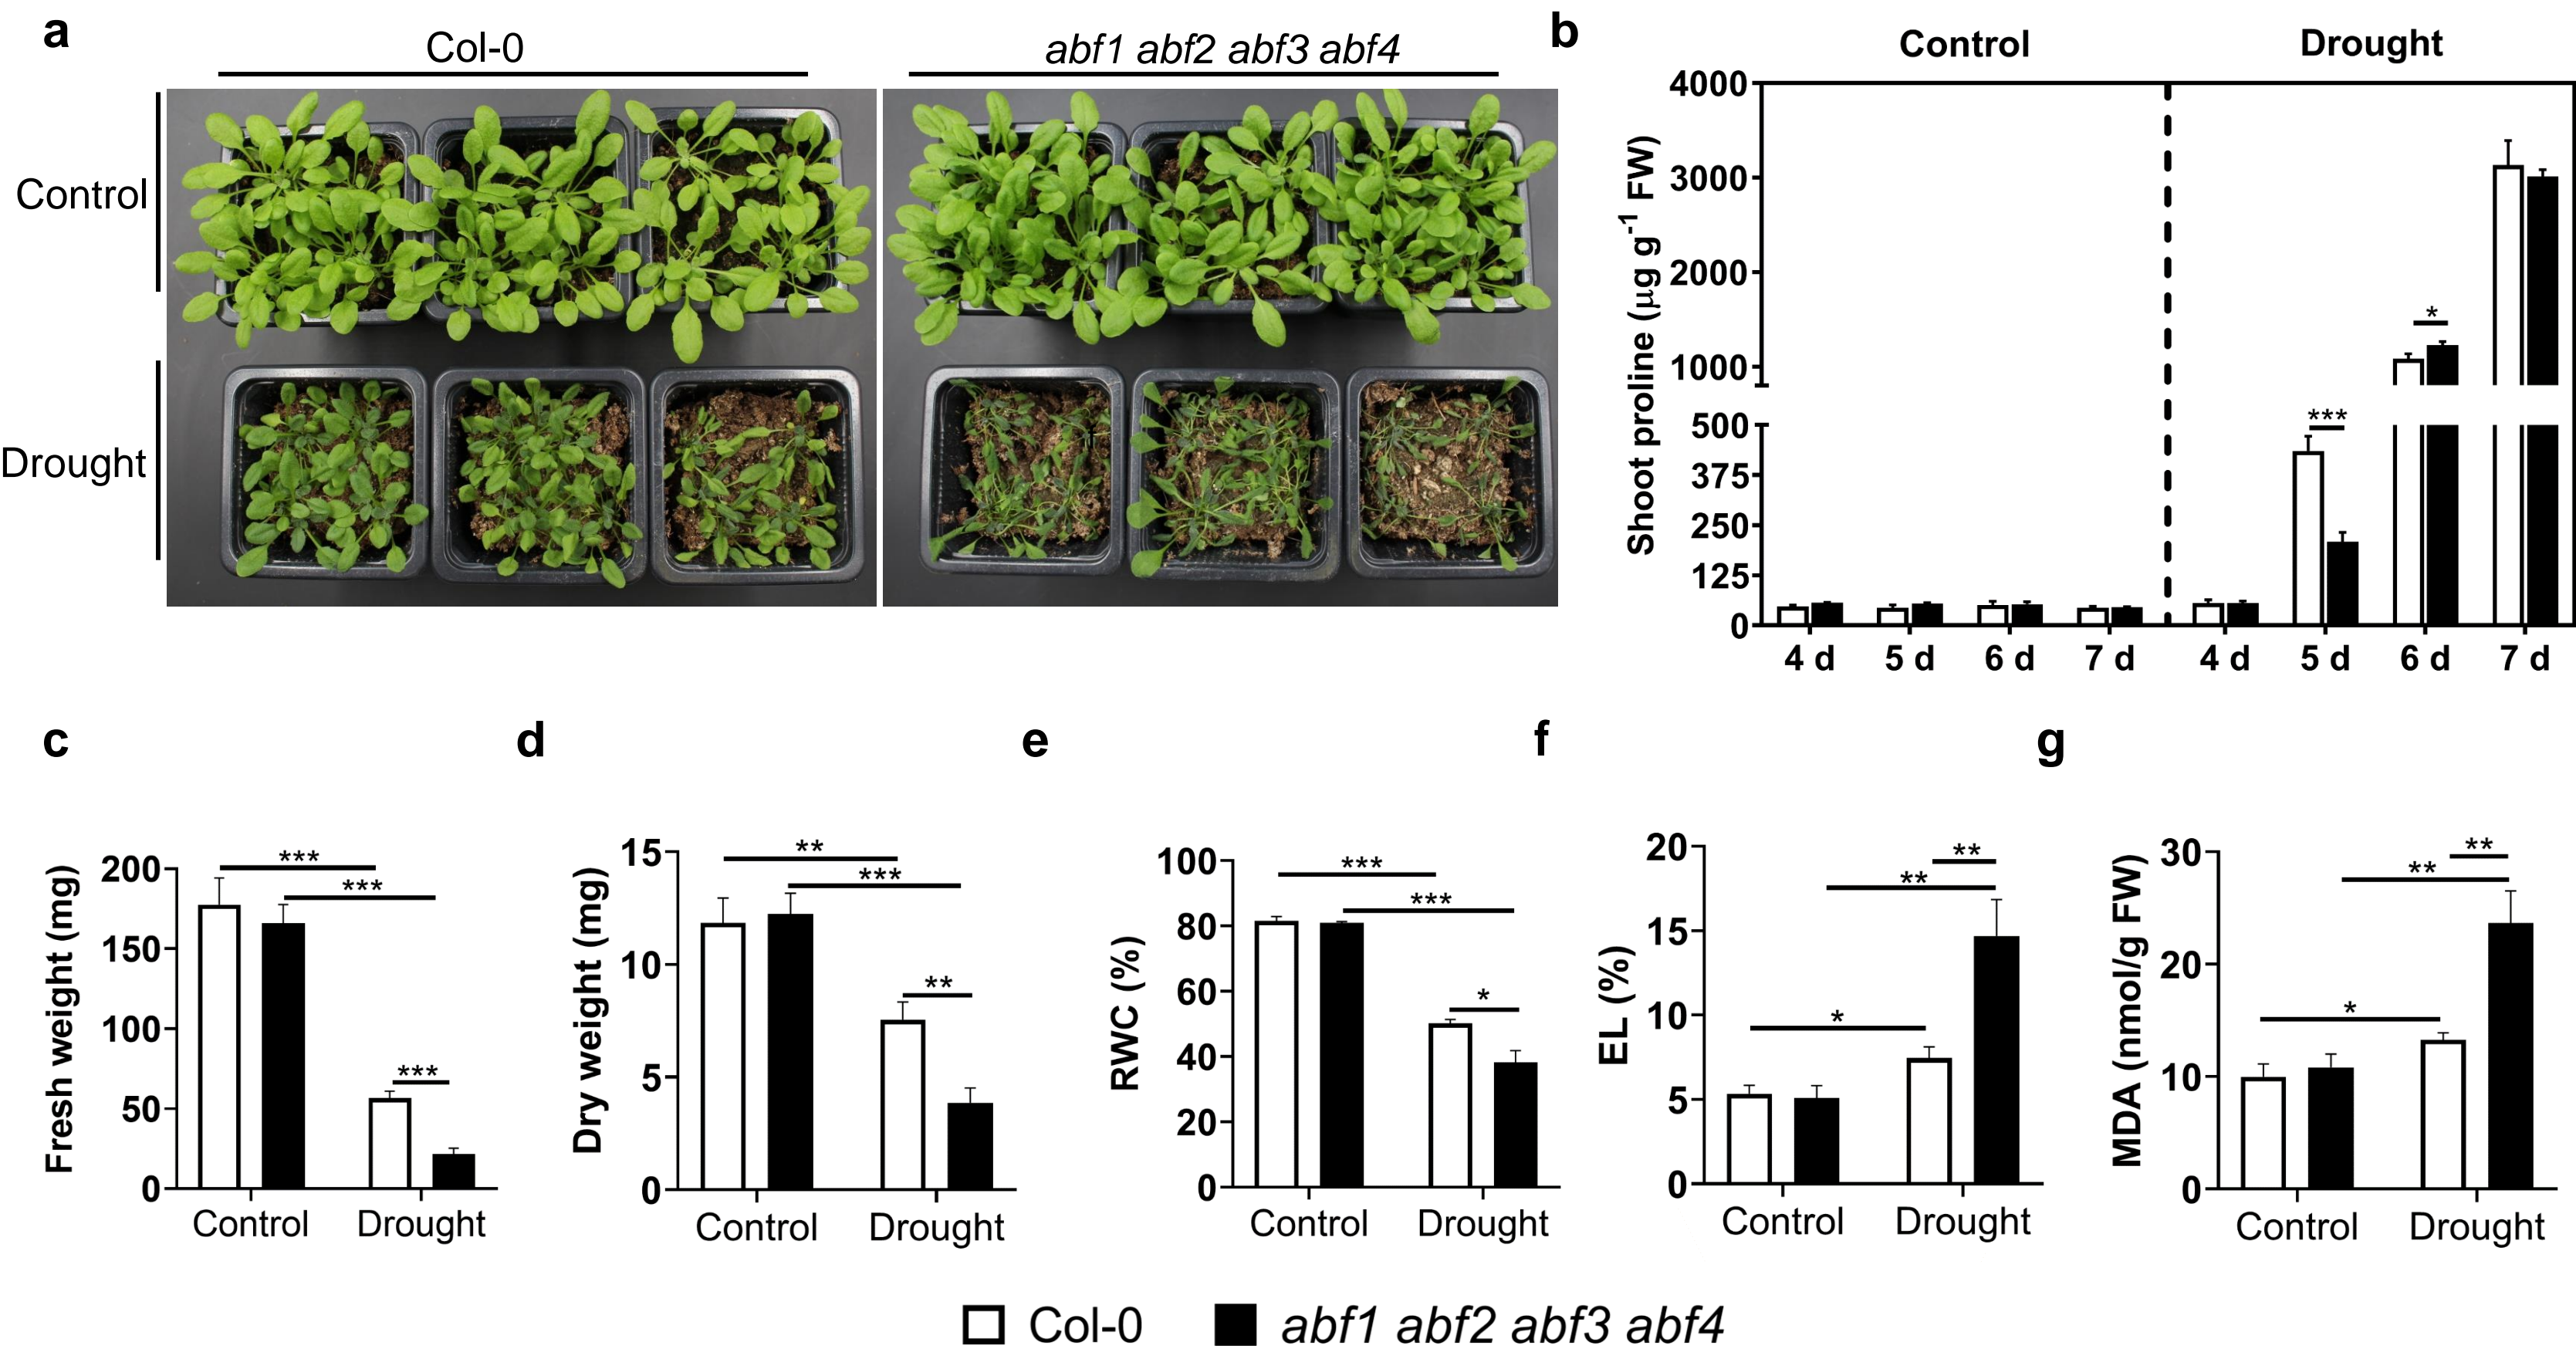 a
Col-0
abf1 abf2 abf3 abf4
Control
Drought
b
Control
Drought
Shoot proline (µg g-1 FW)
4000
3000
2000
1000
500
375
250
125
0
***
*
4 d 5 d 6 d 7 d 4 d 5 d 6 d 7 d
c
Fresh weight (mg)
200
150
100
50
0
***
***
***
Control Drought
d
Dry weight (mg)
15
10
5
0
**
***
**
Control Drought
e
RWC (%)
100
80
60
40
20
0
***
***
*
Control Drought
f
EL (%)
20
15
10
5
0
**
**
*
Control Drought
g
MDA (nmol/g FW)
30
20
10
0
**
**
*
Control Drought
Col-0 abf1 abf2 abf3 abf4